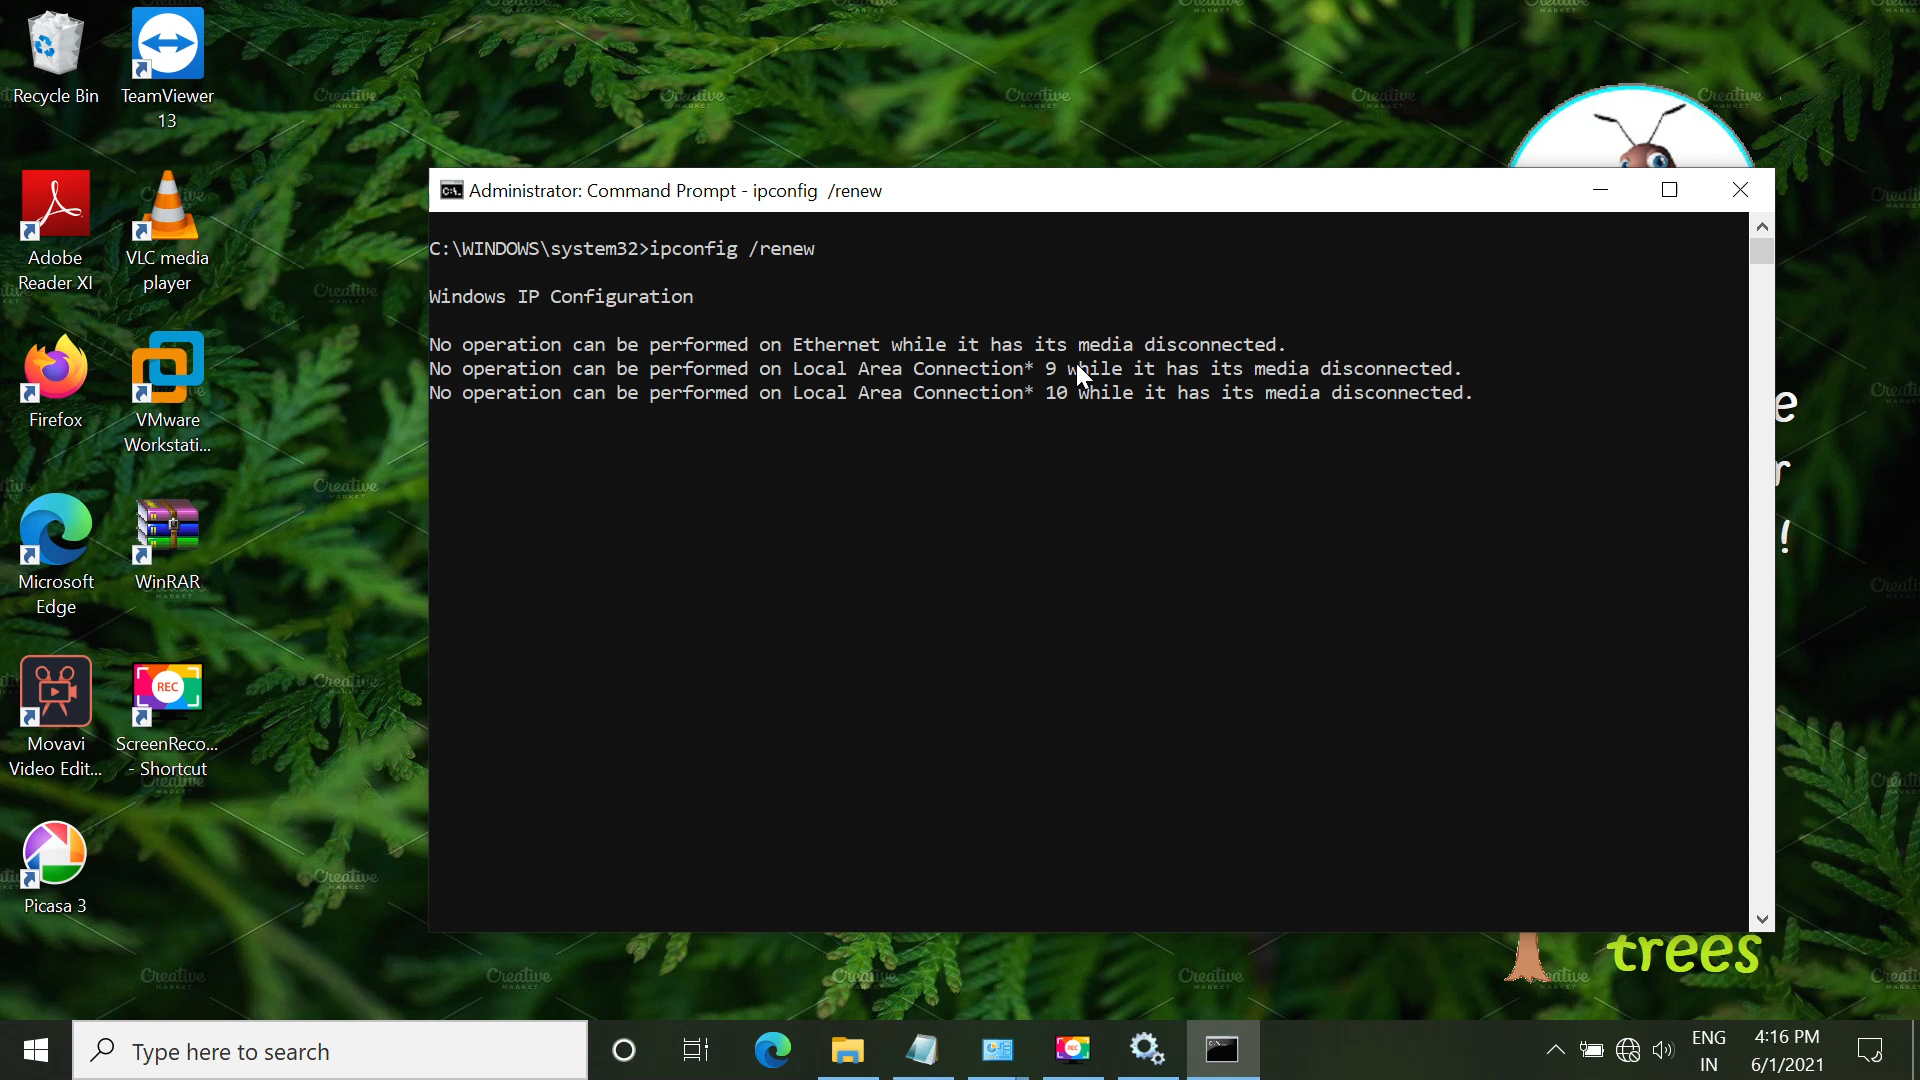 Recycle Bin
TeamViewer
13
Adobe
Reader XI
VLC media
player
Firefox
VMware
Workstati...
Microsoft
Edge
WinRAR
Movavi
Video Edit...
REC
ScreenReco...
- Shortcut
Picasa 3
Administrator: Command Prompt - ipconfig  /renew
C:\WINDOWS\system32>ipconfig /renew
Windows IP Configuration
No operation can be performed on Ethernet while it has its media disconnected.
No operation can be performed on Local Area Connection* 9 while it has its media disconnected.
No operation can be performed on Local Area Connection* 10 while it has its media disconnected.
e
r
!
trees
Creative
MARKET
Type here to search
REC
ENG
IN
4:16 PM
6/1/2021